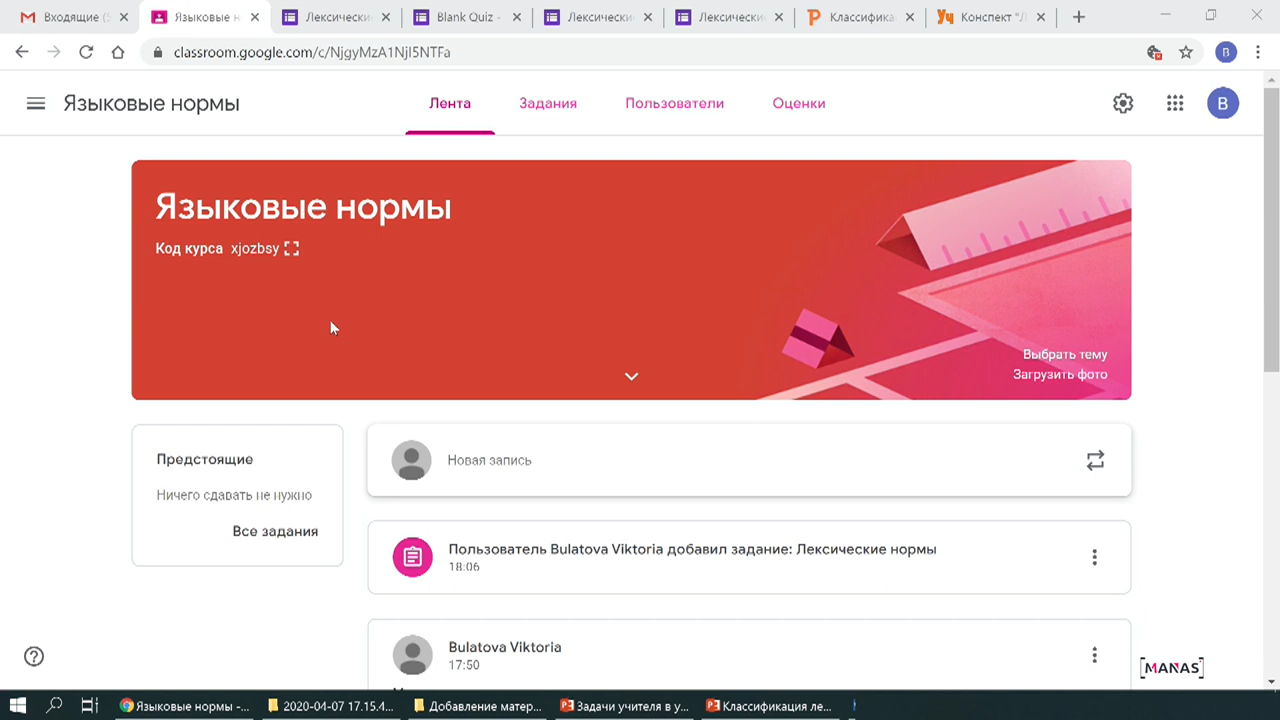 Входящие (
Языковые н
Лексически
Blank Quiz -
Лексически
Лексически
Классифика
Конспект "Л
classroom.google.com/c/NjgyMzA1NjI5NTFa
В
Языковые нормы
Лента
Задания
Пользователи
Оценки
В
Языковые нормы
Код курса xjozbsy
Выбрать тему
Загрузить фото
Предстоящие
Ничего сдавать не нужно
Все задания
Новая запись
Пользователь Bulatova Viktoria добавил задание: Лексические нормы
18:06
Bulatova Viktoria
17:50
[MANAS]
Языковые нормы -...
2020-04-07 17.15.4...
Добавление матер...
Задачи учителя в у...
Классификация ле...